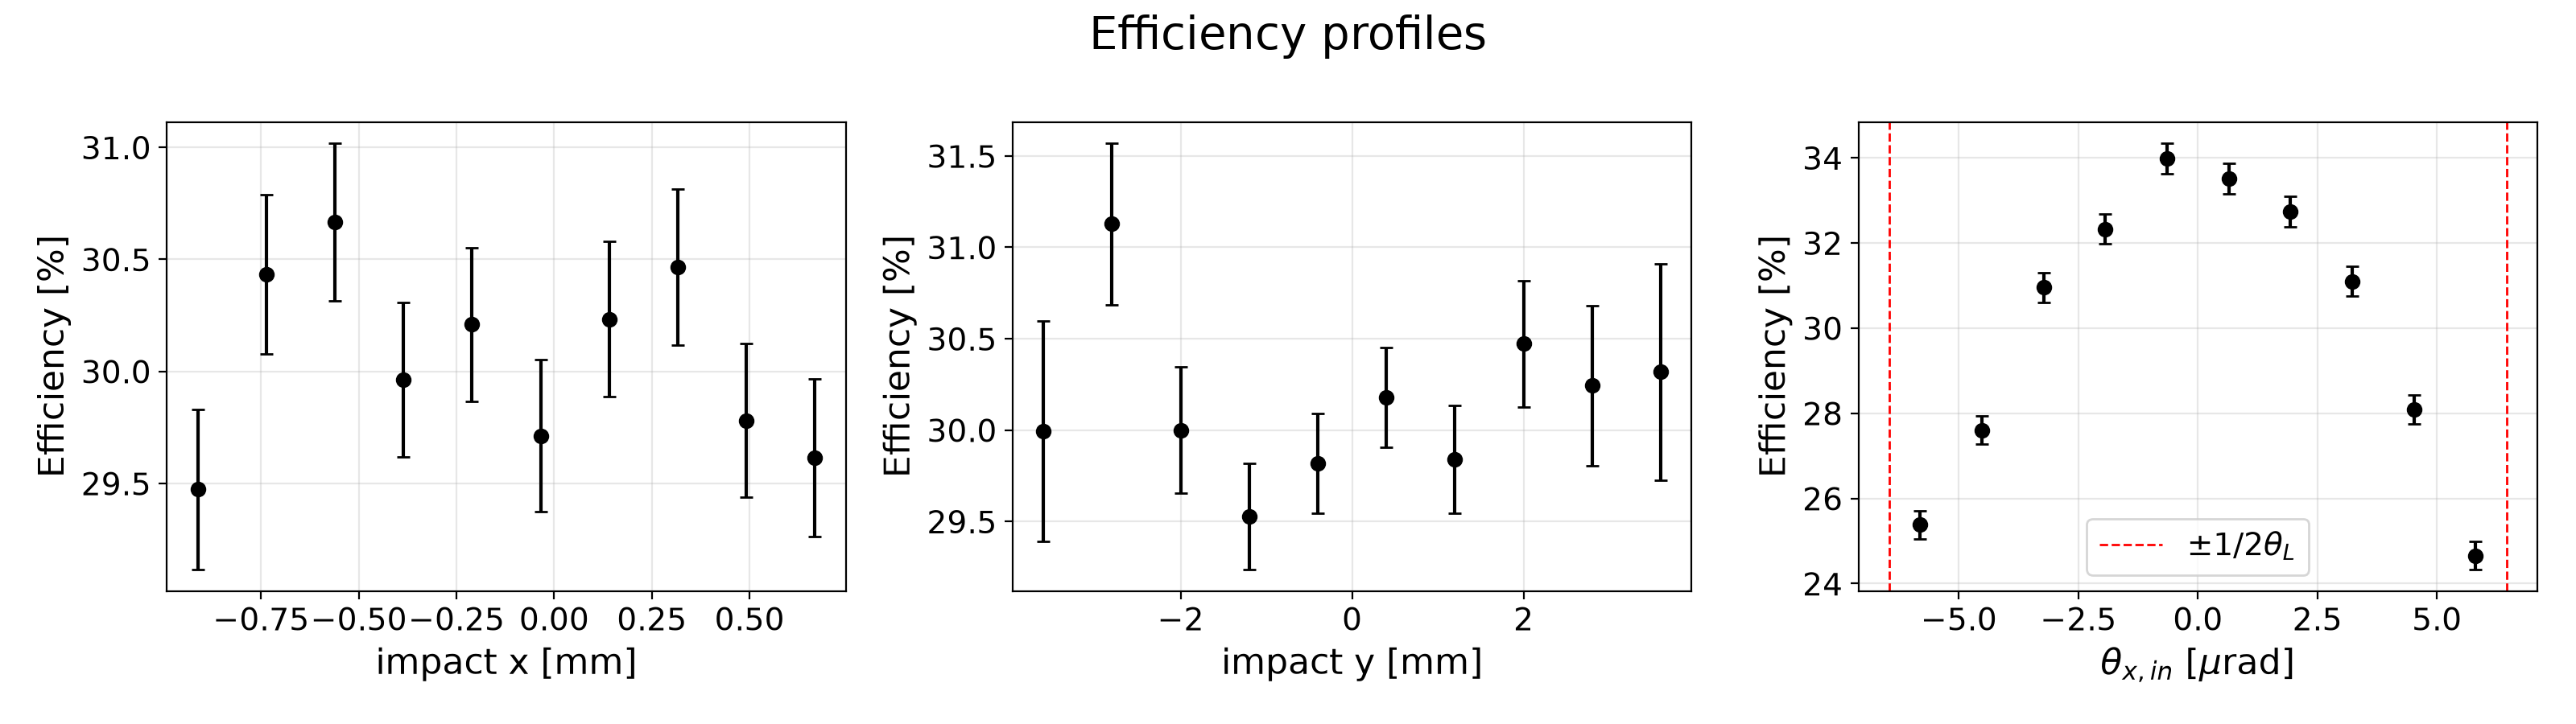 Efficiency profiles
Efficiency [%]
31.0
30.5
30.0
29.5
−0.75 −0.50 −0.25 0.00 0.25 0.50
impact x [mm]
Efficiency [%]
31.5
31.0
30.5
30.0
29.5
−2 0 2
impact y [mm]
Efficiency [%]
34
32
30
28
26
24
±1/2θL
−5.0 −2.5 0.0 2.5 5.0
θx, in [μrad]